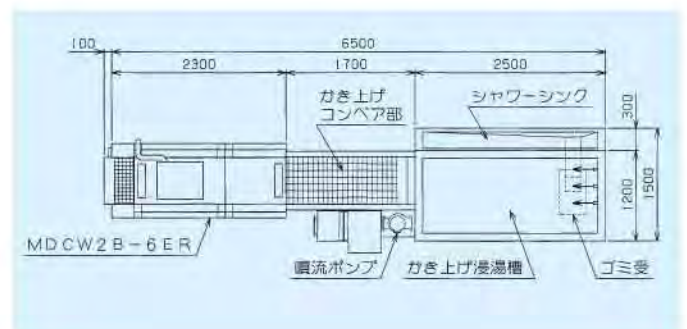 100
6500
2300
1700
2500
かき上げ
コンベア部
シャワーシンク
300
1200
1500
MDCW2B-6ER
噴流ポンプ
かき上げ浸湯槽
ゴミ受